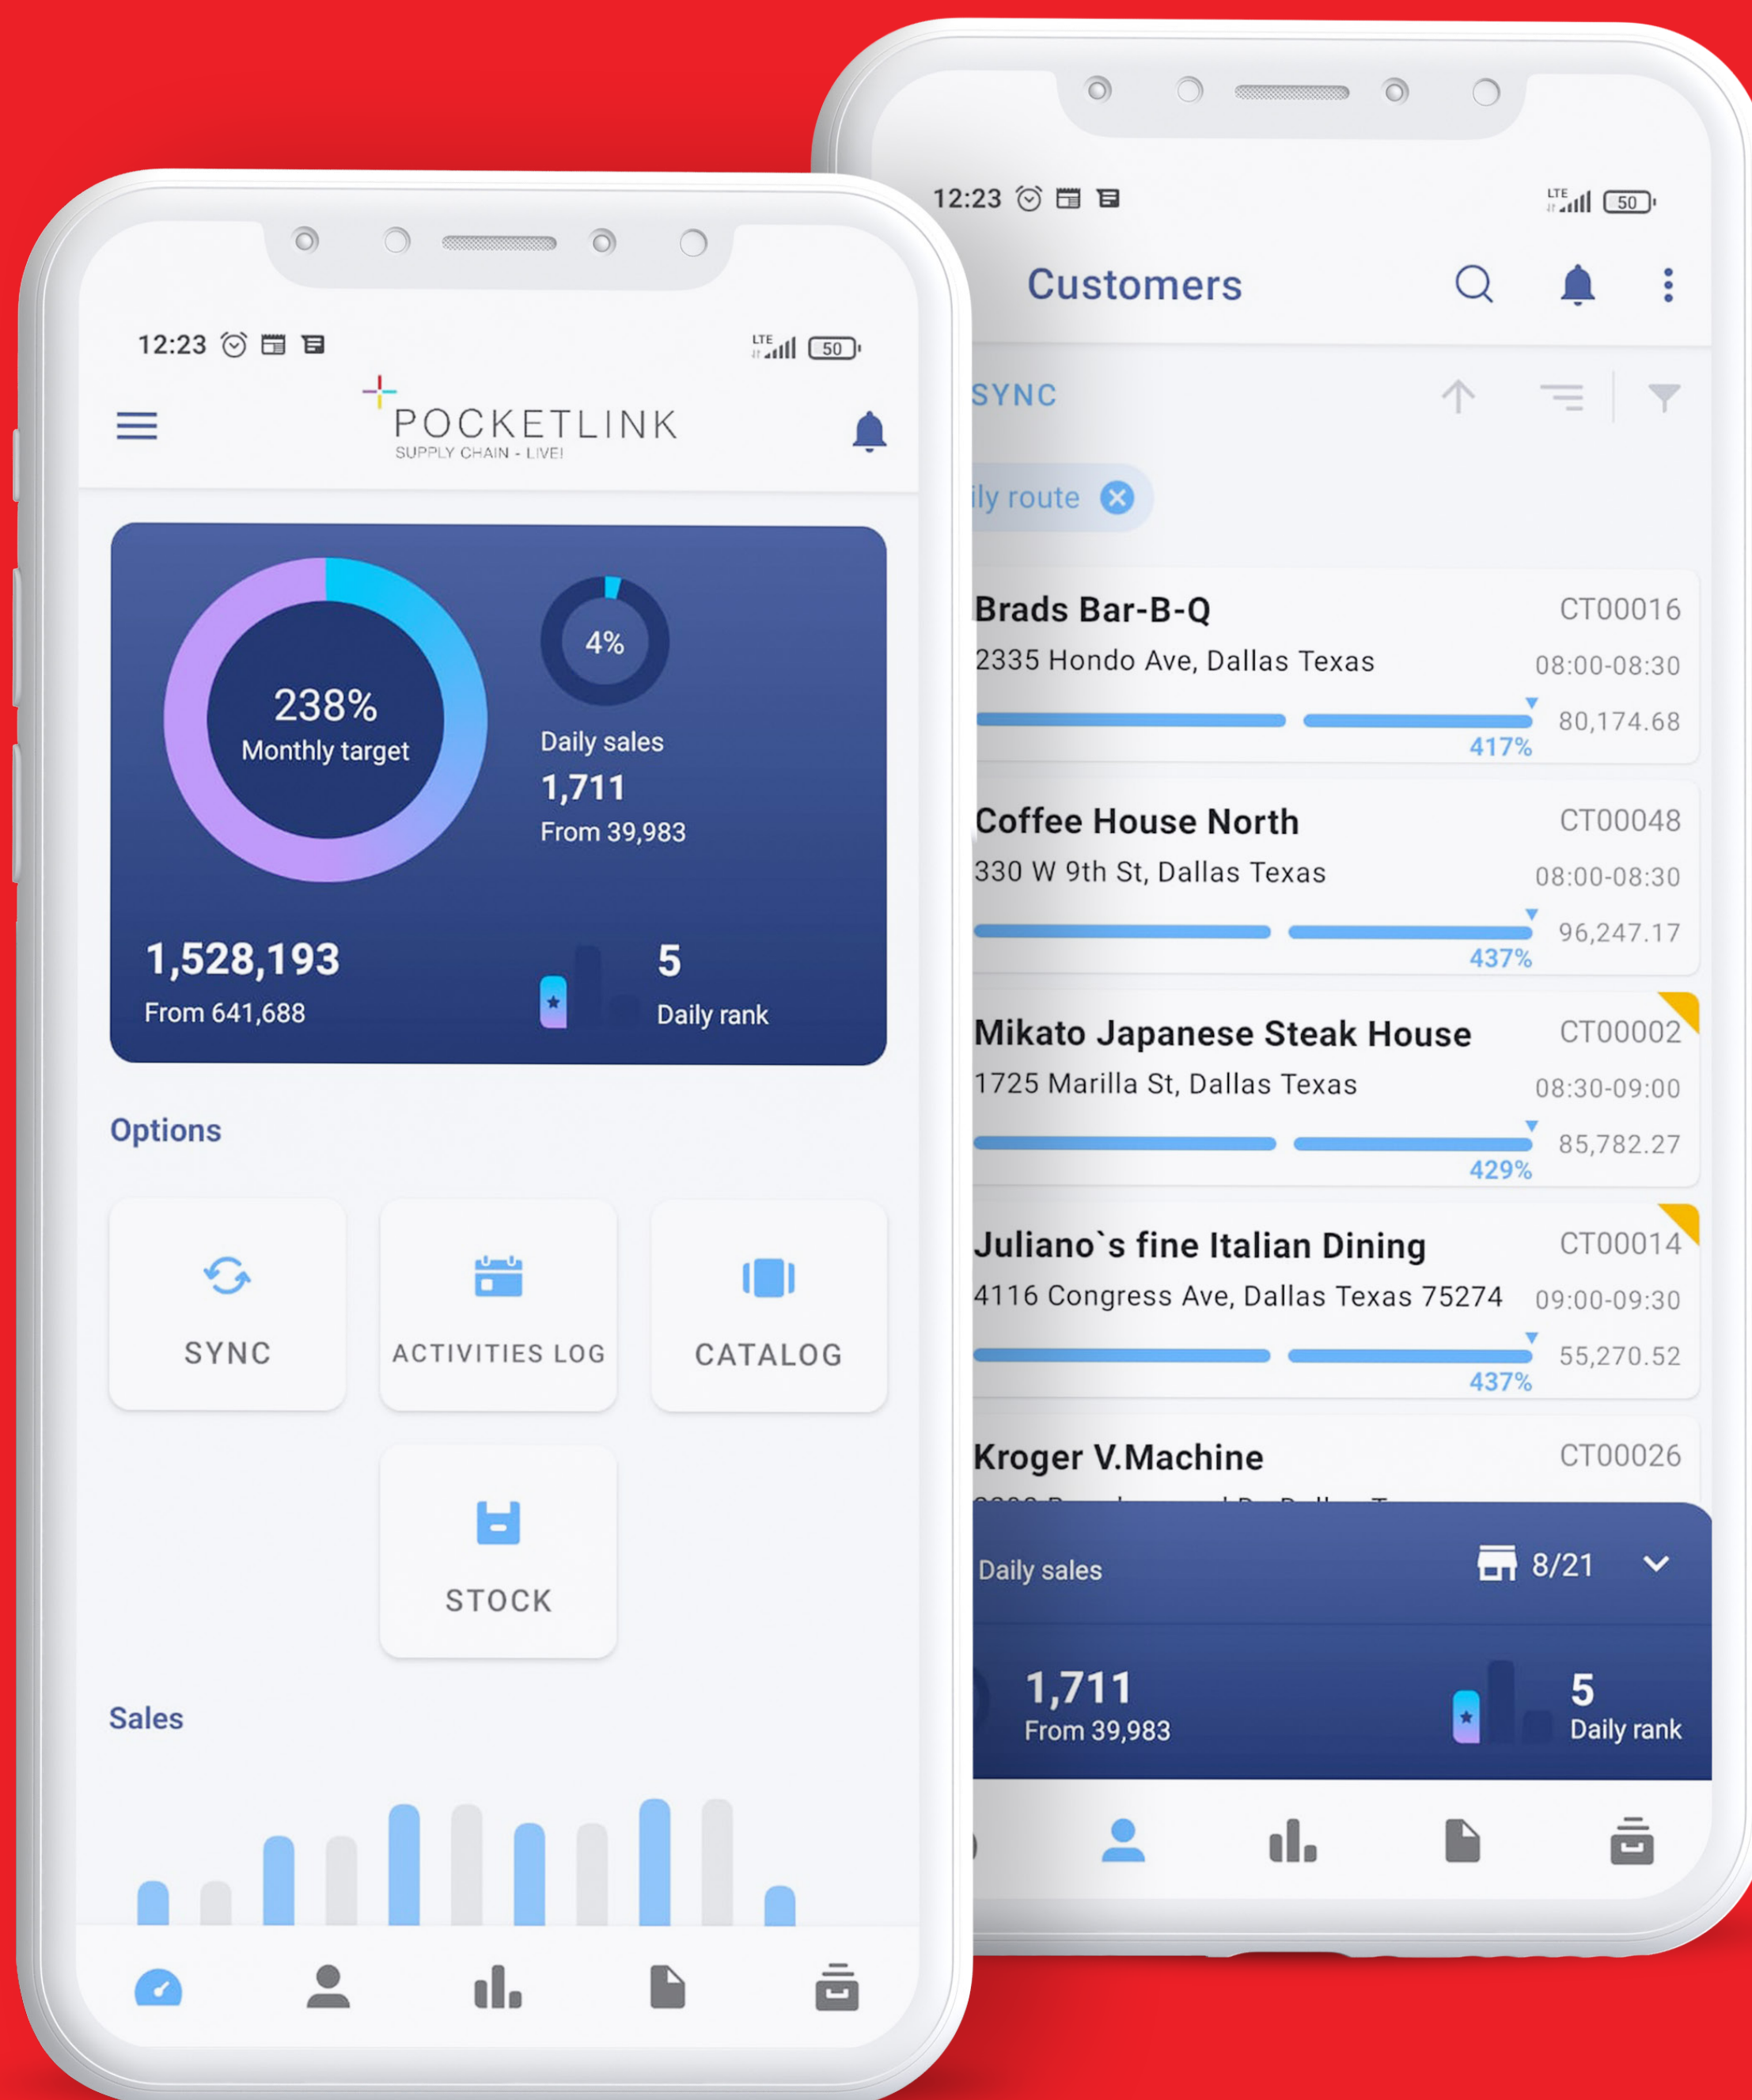 12:23
LTE
50
POCKETLINK
SUPPLY CHAIN - LIVE!
238%
Monthly target
4%
Daily sales
1,711
From 39,983
1,528,193
From 641,688
5
Daily rank
Options
SYNC
ACTIVITIES LOG
CATALOG
STOCK
Sales
12:23
LTE
50
Customers
SYNC
ily route
Brads Bar-B-Q
CT00016
2335 Hondo Ave, Dallas Texas
08:00-08:30
80,174.68
417%
Coffee House North
CT00048
330 W 9th St, Dallas Texas
08:00-08:30
96,247.17
437%
Mikato Japanese Steak House
CT00002
1725 Marilla St, Dallas Texas
08:30-09:00
85,782.27
429%
Juliano`s fine Italian Dining
CT00014
4116 Congress Ave, Dallas Texas 75274
09:00-09:30
55,270.52
437%
Kroger V.Machine
CT00026
Daily sales
8/21
1,711
From 39,983
5
Daily rank